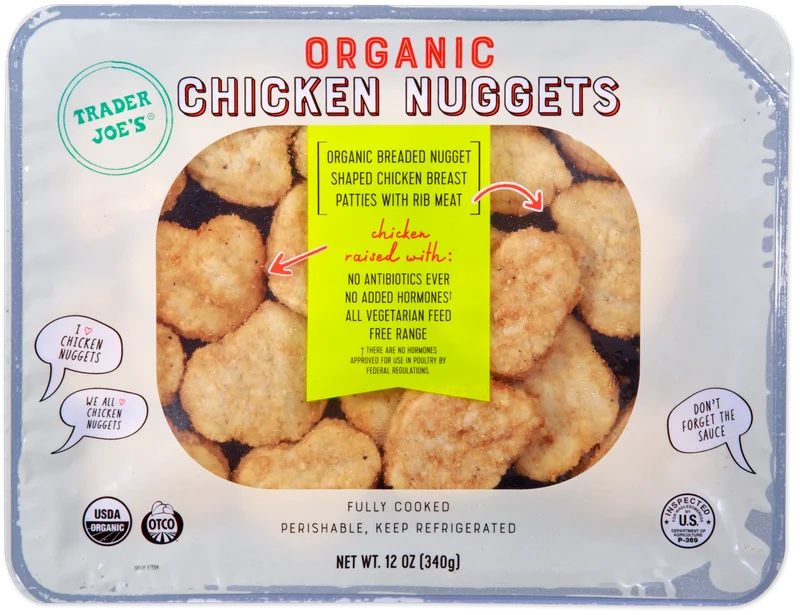 ORGANIC
CHICKEN NUGGETS
TRADER
JOE'S®
ORGANIC BREADED NUGGET
SHAPED CHICKEN BREAST
PATTIES WITH RIB MEAT
chicken
raised with:
NO ANTIBIOTICS EVER
NO ADDED HORMONES†
ALL VEGETARIAN FEED
FREE RANGE
† THERE ARE NO HORMONES
APPROVED FOR USE IN POULTRY BY
FEDERAL REGULATIONS.
I ♡
CHICKEN
NUGGETS
WE ALL ♡
CHICKEN
NUGGETS
DON'T
FORGET THE
SAUCE
FULLY COOKED
PERISHABLE, KEEP REFRIGERATED
NET WT. 12 OZ (340g)
USDA
ORGANIC
OTCO
INSPECTED
FOR WHOLESOMENESS
BY
U.S.
DEPARTMENT OF
AGRICULTURE
P-369